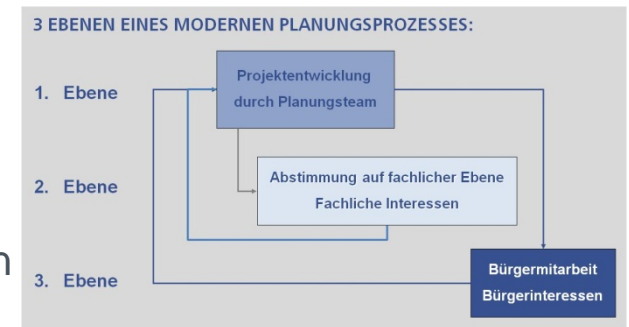 3 EBENEN EINES MODERNEN PLANUNGSPROZESSES:
1. Ebene
Projektentwicklung
durch Planungsteam
2. Ebene
Abstimmung auf fachlicher Ebene
Fachliche Interessen
n
3. Ebene
Bürgermitarbeit
Bürgerinteressen